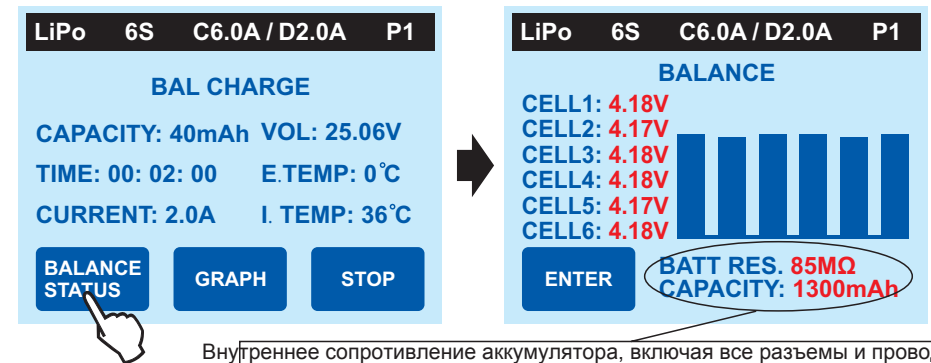 LiPo 6S C6.0A / D2.0A P1
BAL CHARGE
CAPACITY: 40mAh VOL: 25.06V
TIME: 00: 02: 00 E.TEMP: 0℃
CURRENT: 2.0A I. TEMP: 36℃
BALANCE
STATUS
GRAPH
STOP
LiPo 6S C6.0A / D2.0A P1
BALANCE
CELL1: 4.18V
CELL2: 4.17V
CELL3: 4.18V
CELL4: 4.18V
CELL5: 4.17V
CELL6: 4.18V
ENTER
BATT RES. 85MΩ
CAPACITY: 1300mAh
Внутреннее сопротивление аккумулятора, включая все разъемы и прово